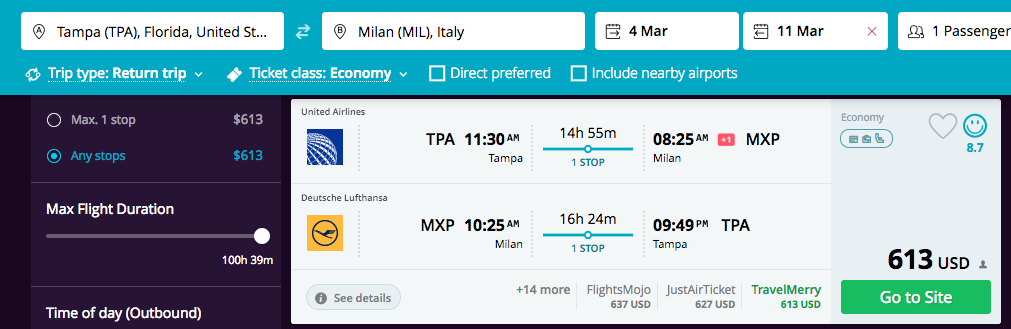 Tampa (TPA), Florida, United St...
Milan (MIL), Italy
4 Mar
11 Mar
1 Passenger
Trip type: Return trip
Ticket class: Economy
Direct preferred
Include nearby airports
Max. 1 stop $613
Any stops $613
Max Flight Duration
100h 39m
Time of day (Outbound)
United Airlines
TPA 11:30 AM
Tampa
14h 55m
1 STOP
08:25 AM +1 MXP
Milan
Deutsche Lufthansa
MXP 10:25 AM
Milan
16h 24m
1 STOP
09:49 PM TPA
Tampa
See details
+14 more
FlightsMojo
637 USD
JustAirTicket
627 USD
TravelMerry
613 USD
Economy
8.7
613 USD
Go to Site